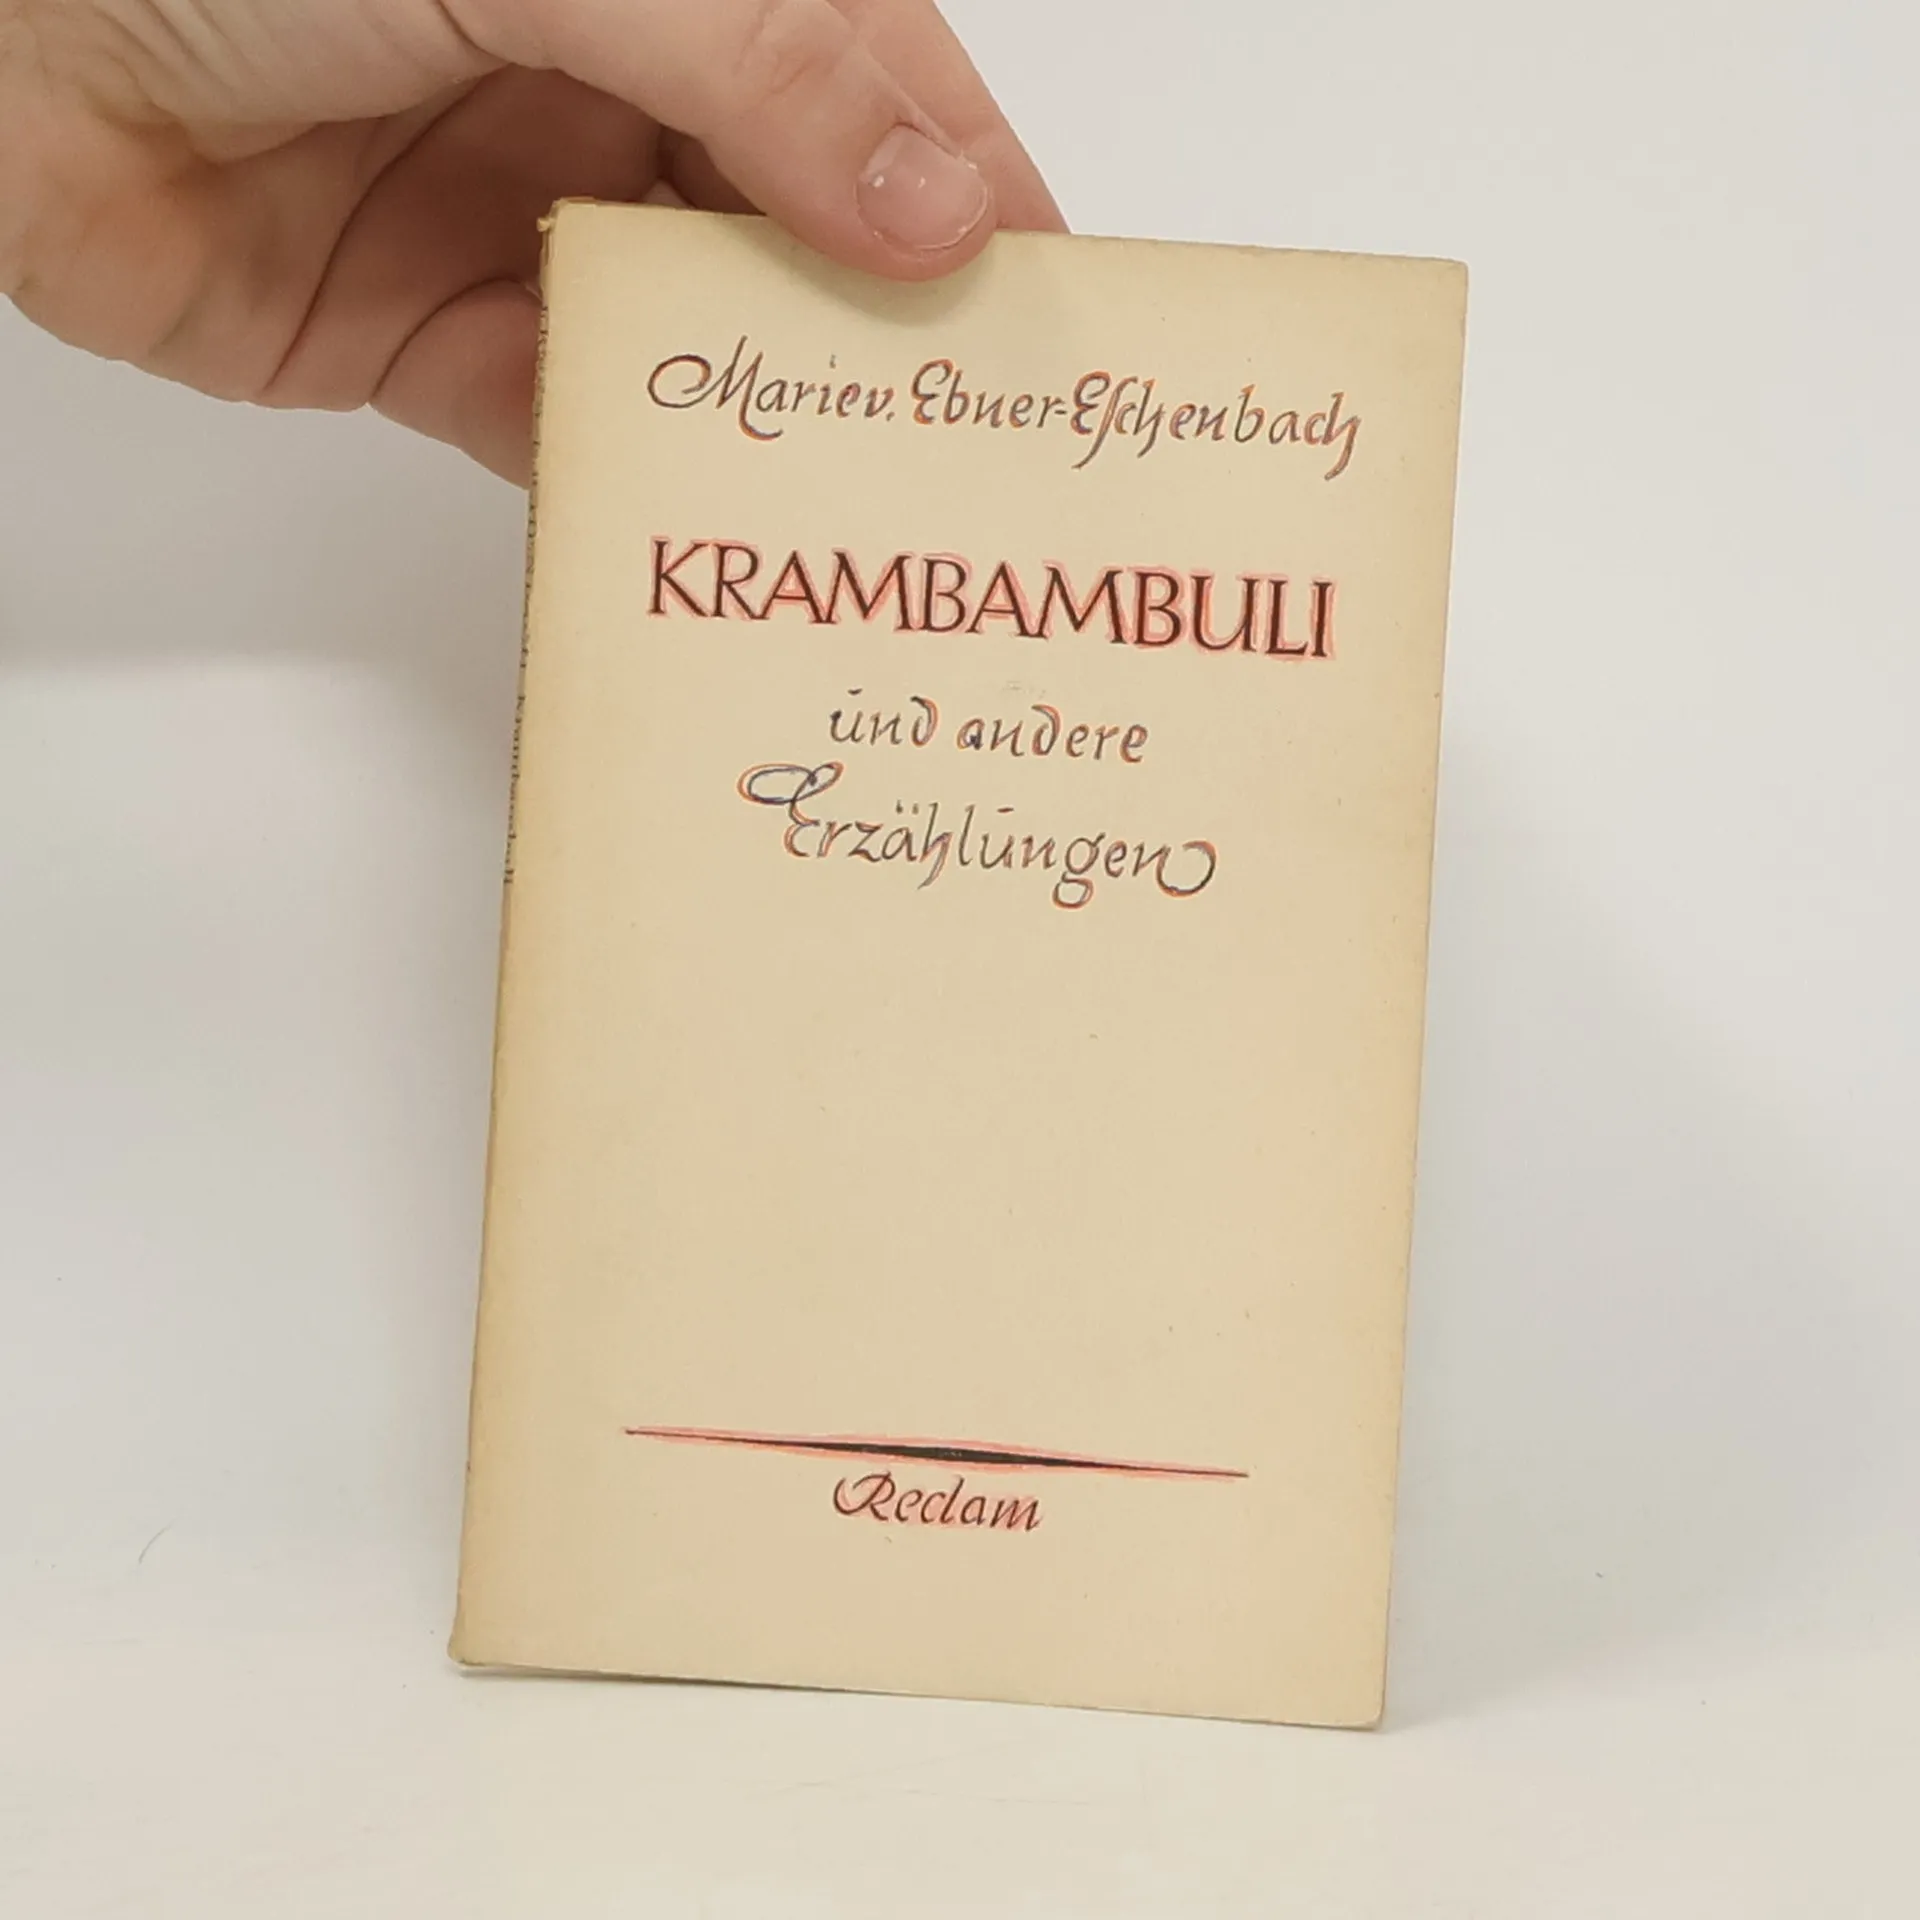 Marie v. Ebner-Eschenbach
KRAMBAMBULI
und andere
Erzählungen
Reclam